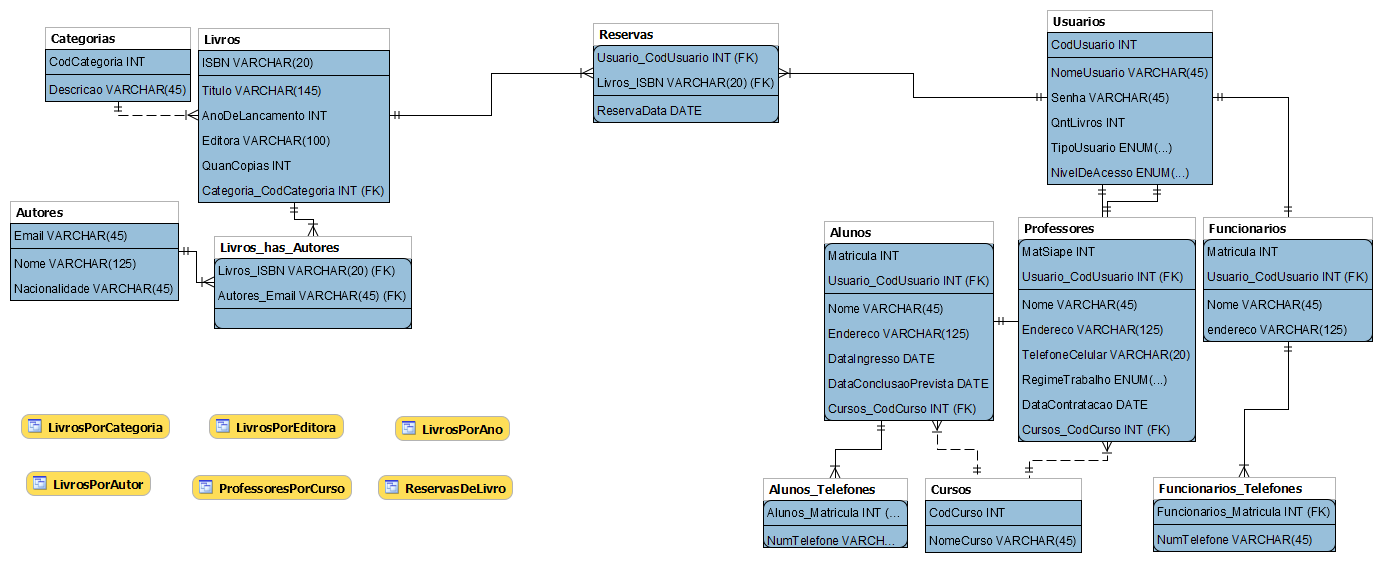 Categorias
CodCategoria INT
Descricao VARCHAR(45)
Livros
ISBN VARCHAR(20)
Titulo VARCHAR(145)
AnoDeLancamento INT
Editora VARCHAR(100)
QuanCopias INT
Categoria_CodCategoria INT (FK)
Reservas
Usuario_CodUsuario INT (FK)
Livros_ISBN VARCHAR(20) (FK)
ReservaData DATE
Usuarios
CodUsuario INT
NomeUsuario VARCHAR(45)
Senha VARCHAR(45)
QntLivros INT
TipoUsuario ENUM(...)
NivelDeAcesso ENUM(...)
Autores
Email VARCHAR(45)
Nome VARCHAR(125)
Nacionalidade VARCHAR(45)
Livros_has_Autores
Livros_ISBN VARCHAR(20) (FK)
Autores_Email VARCHAR(45) (FK)
Alunos
Matricula INT
Usuario_CodUsuario INT (FK)
Nome VARCHAR(45)
Endereco VARCHAR(125)
DataIngresso DATE
DataConclusaoPrevista DATE
Cursos_CodCurso INT (FK)
Professores
MatSiape INT
Usuario_CodUsuario INT (FK)
Nome VARCHAR(45)
Endereco VARCHAR(125)
TelefoneCelular VARCHAR(20)
RegimeTrabalho ENUM(...)
DataContratacao DATE
Cursos_CodCurso INT (FK)
Funcionarios
Matricula INT
Usuario_CodUsuario INT (FK)
Nome VARCHAR(45)
endereco VARCHAR(125)
LivrosPorCategoria
LivrosPorEditora
LivrosPorAno
LivrosPorAutor
ProfessoresPorCurso
ReservasDeLivro
Alunos_Telefones
Alunos_Matricula INT (...
NumTelefone VARCH...
Cursos
CodCurso INT
NomeCurso VARCHAR(45)
Funcionarios_Telefones
Funcionarios_Matricula INT (FK)
NumTelefone VARCHAR(45)